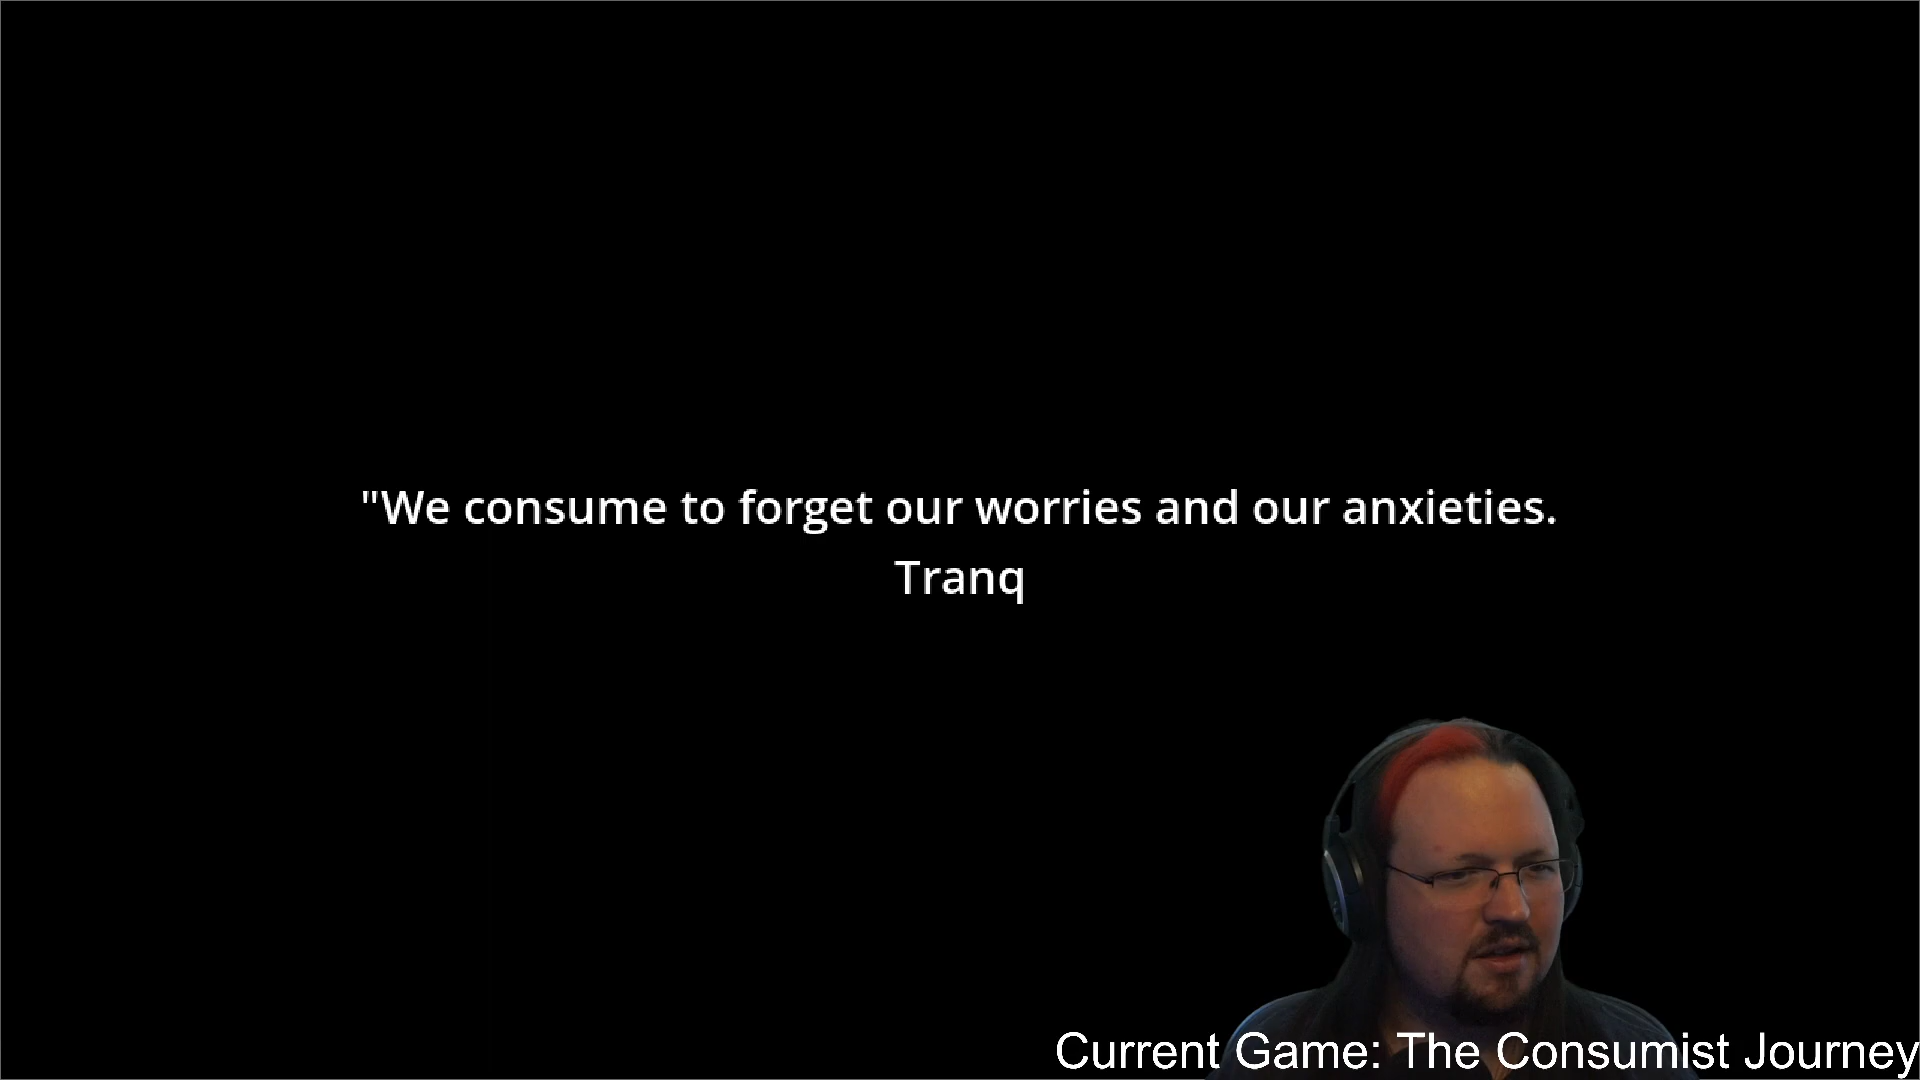 "We consume to forget our worries and our anxieties.
Tranq
Current Game: The Consumist Journey